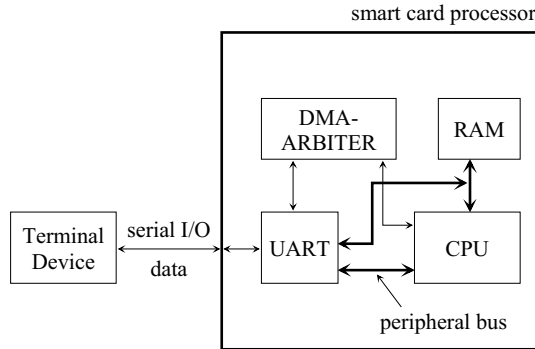 smart card processor
DMA-
ARBITER
RAM
Terminal
Device
serial I/O
data
UART
CPU
peripheral bus